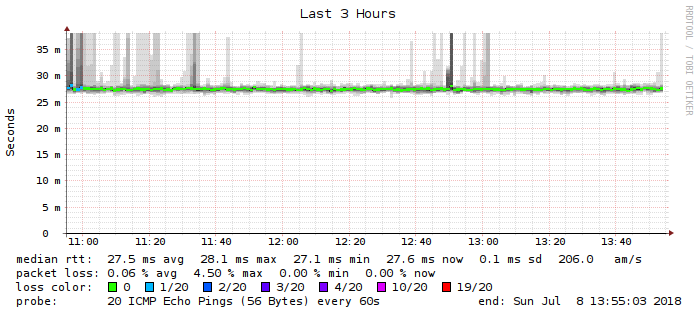 Last 3 Hours
RRDTOOL / TOBI OETIKER
Seconds
35 m
30 m
25 m
20 m
15 m
10 m
5 m
0
11:00 11:20 11:40 12:00 12:20 12:40 13:00 13:20 13:40
median rtt: 27.5 ms avg 28.1 ms max 27.1 ms min 27.6 ms now 0.1 ms sd 206.0 am/s
packet loss: 0.06 % avg 4.50 % max 0.00 % min 0.00 % now
loss color: 0 1/20 2/20 3/20 4/20 10/20 19/20
probe: 20 ICMP Echo Pings (56 Bytes) every 60s end: Sun Jul 8 13:55:03 2018